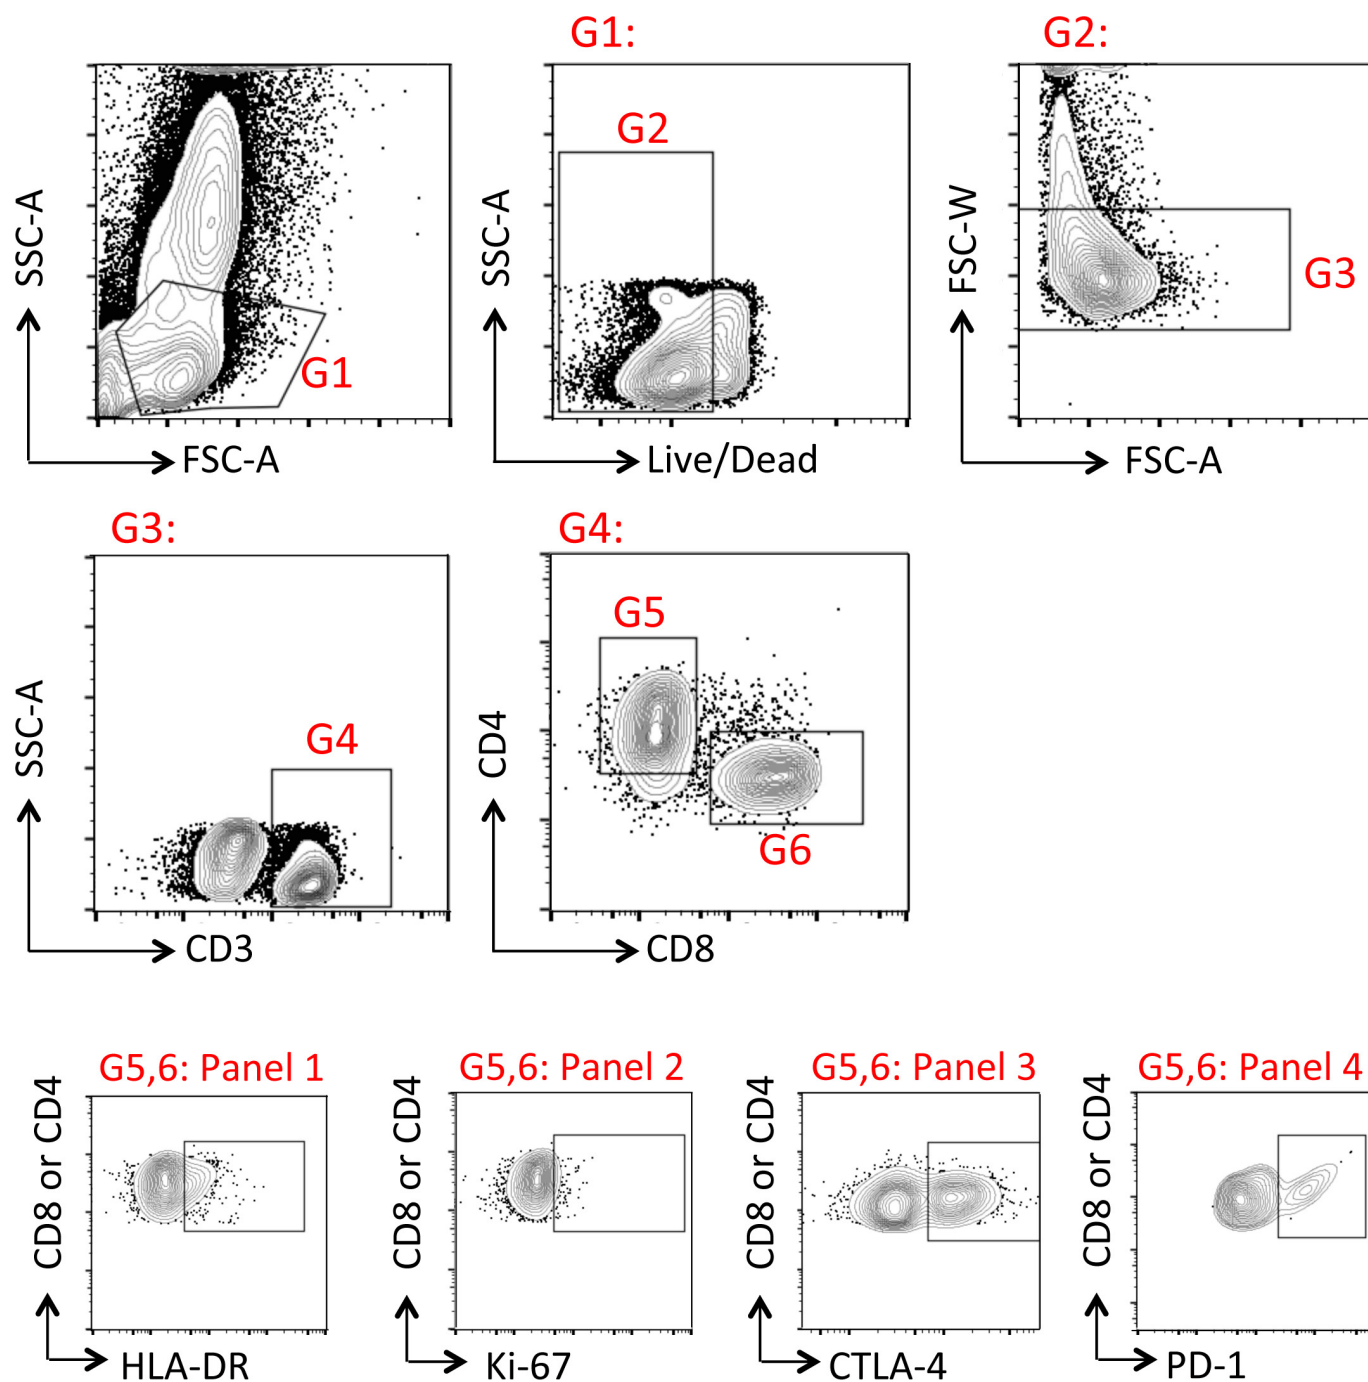 G1:
G2:
SSC-A
G1
FSC-A
SSC-A
G2
Live/Dead
FSC-W
G3
FSC-A
G3:
G4:
SSC-A
G4
CD3
CD4
G5
G6
CD8
G5,6: Panel 1
G5,6: Panel 2
G5,6: Panel 3
G5,6: Panel 4
CD8 or CD4
HLA-DR
CD8 or CD4
Ki-67
CD8 or CD4
CTLA-4
CD8 or CD4
PD-1